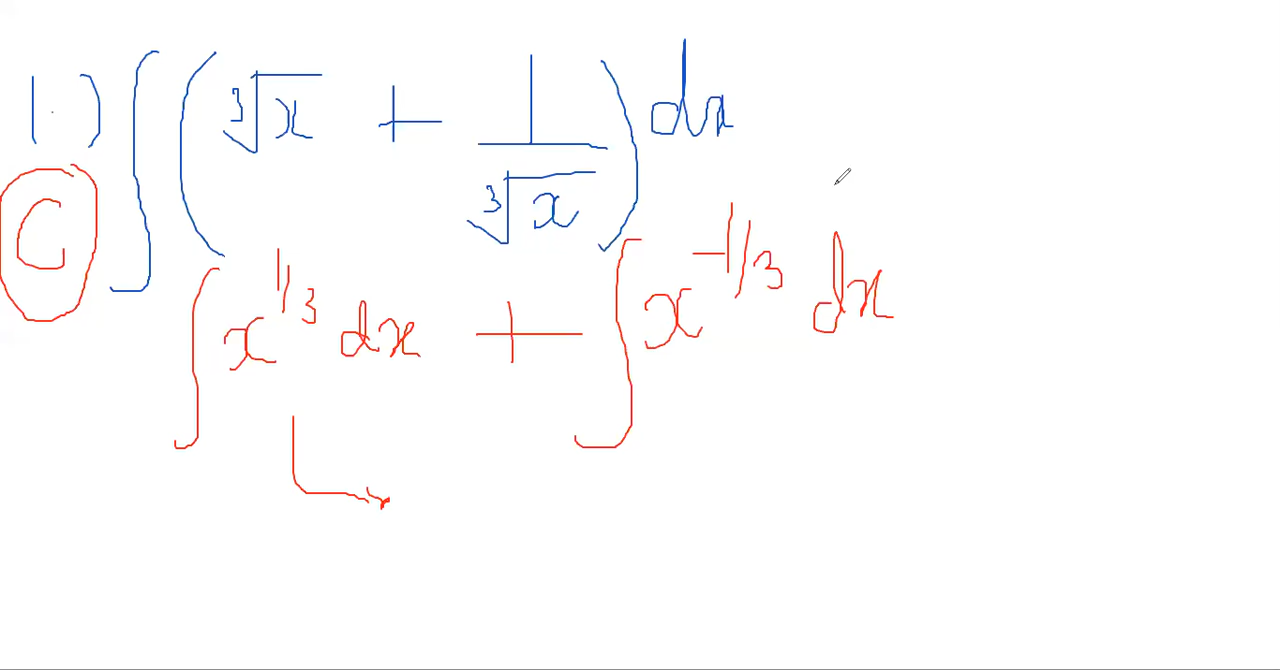 1.) ∫ (∛x + 1/∛x) dx
C ∫ x^1/3 dx + ∫ x^-1/3 dx